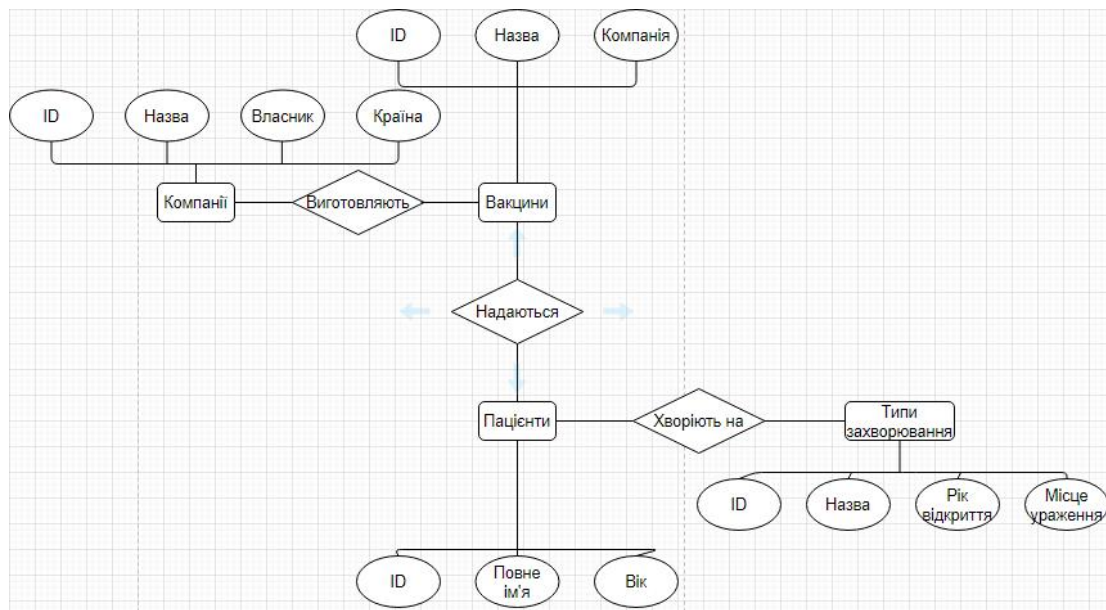 ID
Назва
Компанія
ID
Назва
Власник
Країна
Компанії
Виготовляють
Вакцини
Надаються
Пацієнти
Хворіють на
Типи
захворювання
ID
Назва
Рік
відкриття
Місце
ураження
ID
Повне
ім'я
Вік